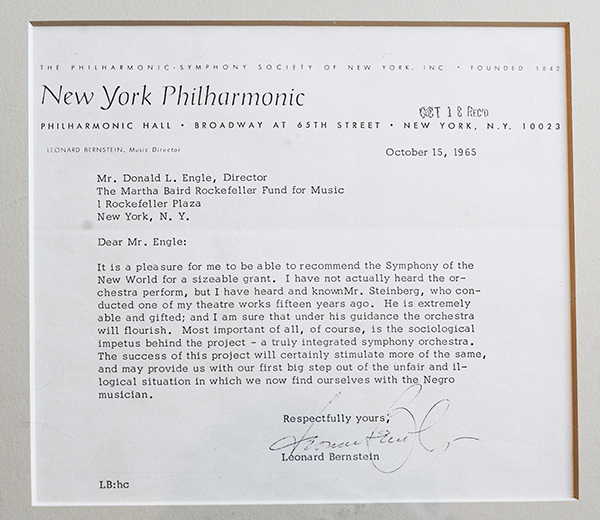 THE PHILHARMONIC-SYMPHONY SOCIETY OF NEW YORK, INC. • FOUNDED 1842
New York Philharmonic
OCT 18 REC'D
PHILHARMONIC HALL • BROADWAY AT 65TH STREET • NEW YORK, N.Y. 10023
LEONARD BERNSTEIN, Music Director
October 15, 1965
Mr. Donald L. Engle, Director
The Martha Baird Rockefeller Fund for Music
1 Rockefeller Plaza
New York, N. Y.
Dear Mr. Engle:
It is a pleasure for me to be able to recommend the Symphony of the
New World for a sizeable grant. I have not actually heard the or-
chestra perform, but I have heard and knownMr. Steinberg, who con-
ducted one of my theatre works fifteen years ago. He is extremely
able and gifted; and I am sure that under his guidance the orchestra
will flourish. Most important of all, of course, is the sociological
impetus behind the project - a truly integrated symphony orchestra.
The success of this project will certainly stimulate more of the same,
and may provide us with our first big step out of the unfair and il-
logical situation in which we now find ourselves with the Negro
musician.
Respectfully yours,
Leonard Bernstein
LB:hc